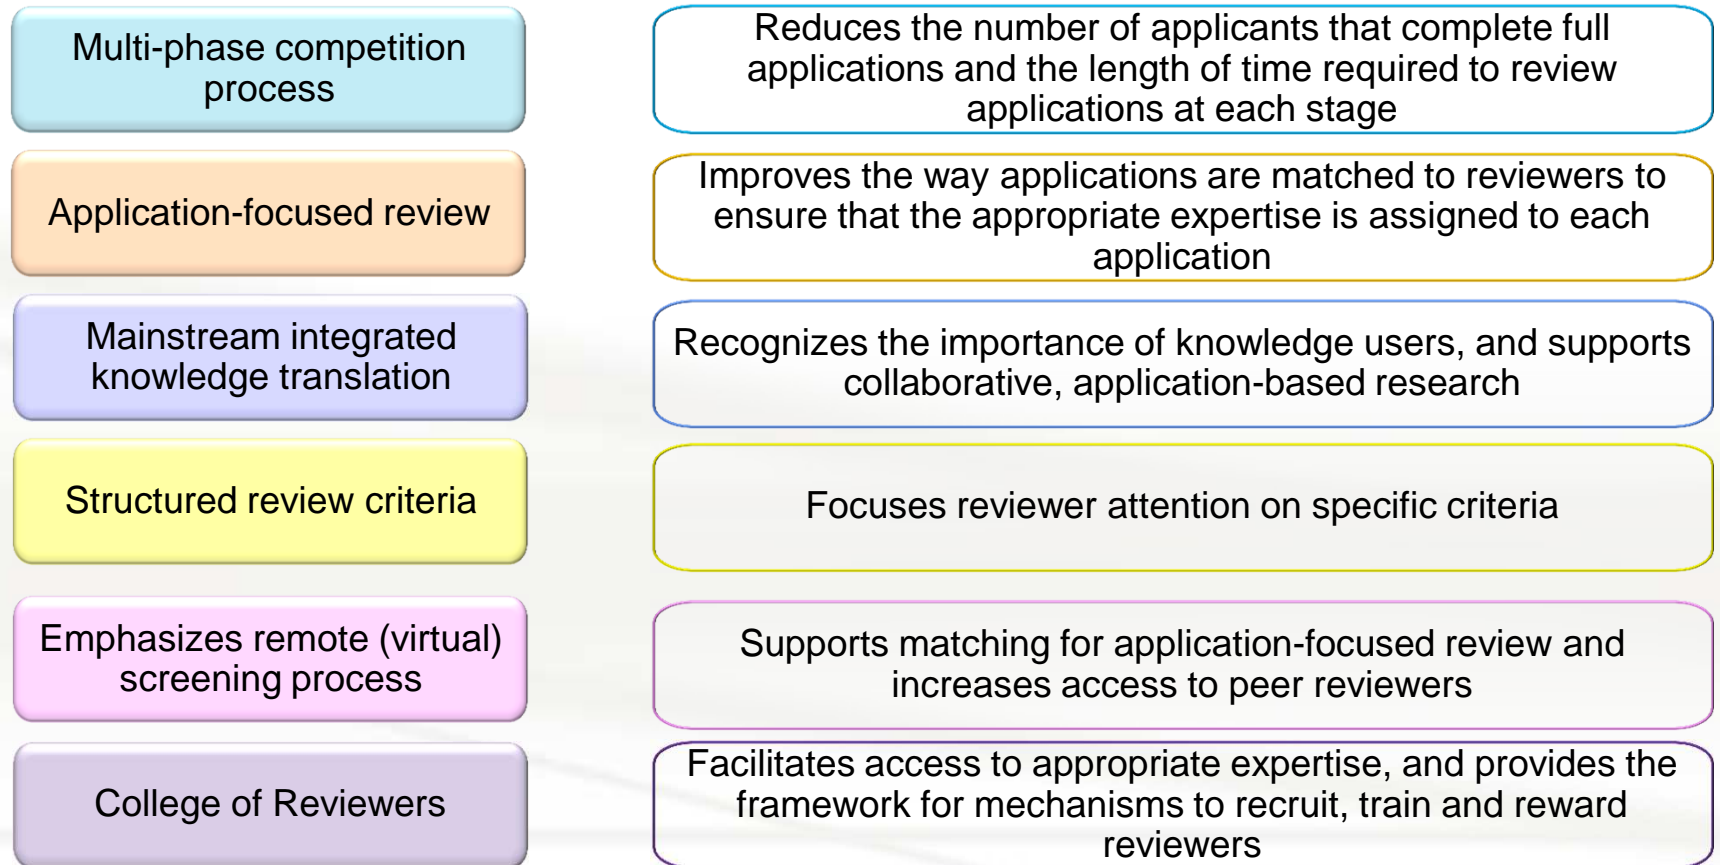 Multi-phase competition
process
Reduces the number of applicants that complete full
applications and the length of time required to review
applications at each stage
Application-focused review
Improves the way applications are matched to reviewers to
ensure that the appropriate expertise is assigned to each
application
Mainstream integrated
knowledge translation
Recognizes the importance of knowledge users, and supports
collaborative, application-based research
Structured review criteria
Focuses reviewer attention on specific criteria
Emphasizes remote (virtual)
screening process
Supports matching for application-focused review and
increases access to peer reviewers
College of Reviewers
Facilitates access to appropriate expertise, and provides the
framework for mechanisms to recruit, train and reward
reviewers